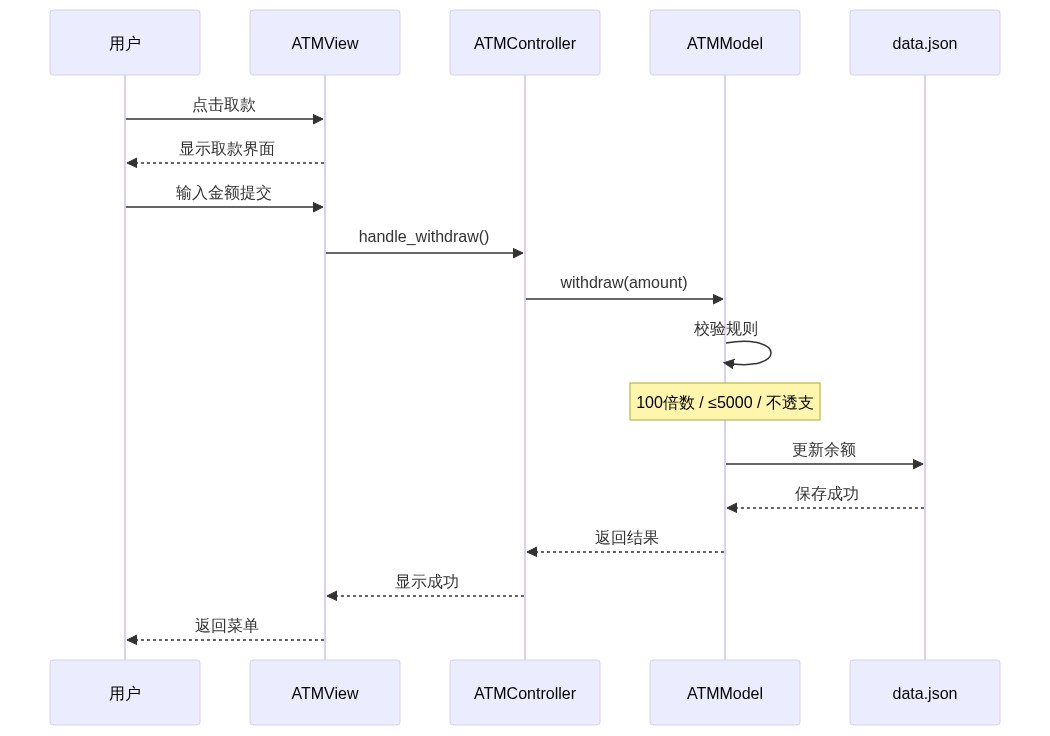 用户
ATMView
ATMController
ATMModel
data.json
点击取款
显示取款界面
输入金额提交
handle_withdraw()
withdraw(amount)
校验规则
100倍数 / ≤5000 / 不透支
更新余额
保存成功
返回结果
显示成功
返回菜单
用户
ATMView
ATMController
ATMModel
data.json